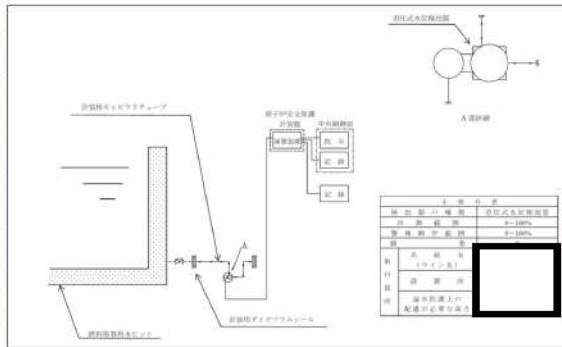 差圧式水位検出器
A部詳細
計装用キャピラリチューブ
原子炉安全保護
計装盤
中央制御室
演算装置
指示
記録
記録
計装用ダイヤフラムシール
燃料取替用水ピット
主要仕様
検出器の種類 差圧式水位検出器
計測範囲 0~100%
警報動作範囲 0~100%
個数
取付箇所
系統名
(ライン名)
設置床
溢水防護上の
配慮が必要な高さ
A